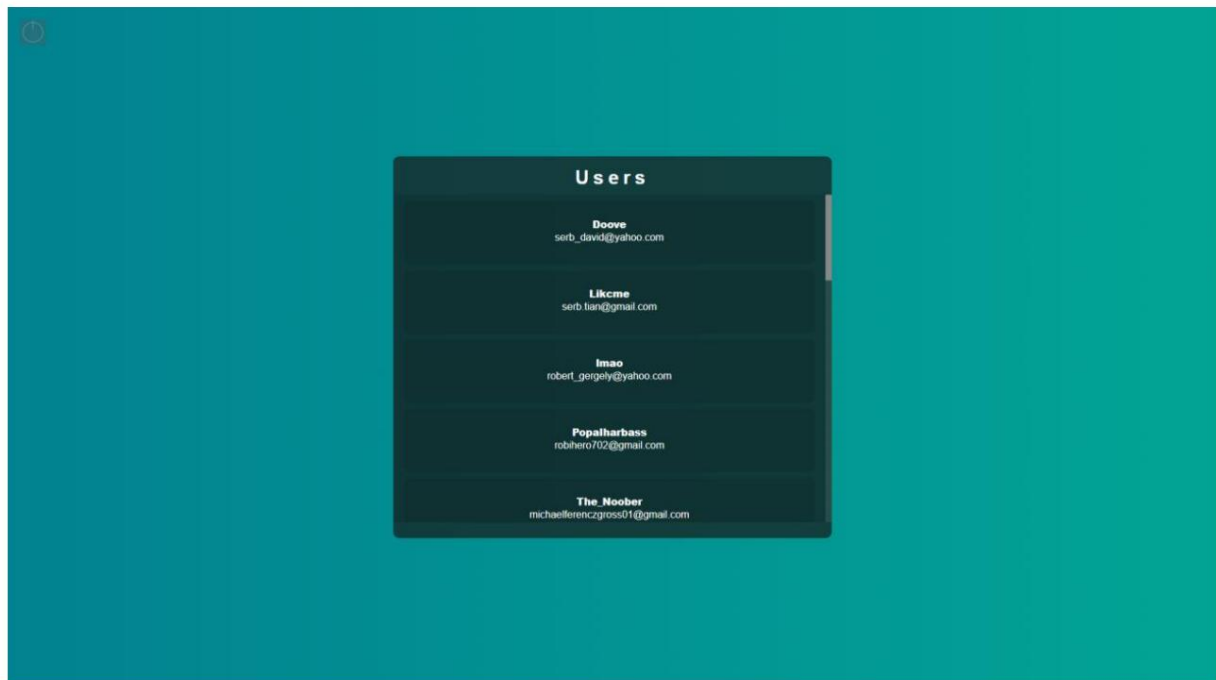 Users
Doove
serb_david@yahoo.com
Likcme
serb.tian@gmail.com
lmao
robert_gergely@yahoo.com
Popalharbass
robihero702@gmail.com
The_Noober
michaelferenczgross01@gmail.com